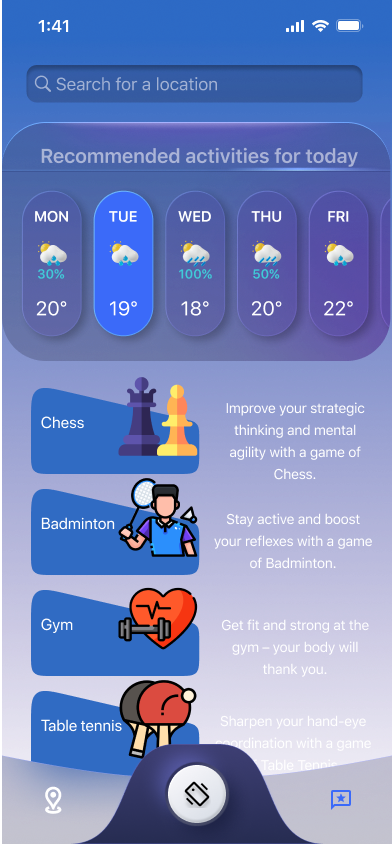 1:41
Search for a location
Recommended activities for today
MON TUE WED THU FRI
30% 100% 50%
20° 19° 18° 20° 22°
Chess
Improve your strategic
thinking and mental
agility with a game of
Chess.
Badminton
Stay active and boost
your reflexes with a game
of Badminton.
Gym
Get fit and strong at the
gym – your body will
thank you.
Table tennis
Sharpen your hand-eye
coordination with a game
Table Tennis